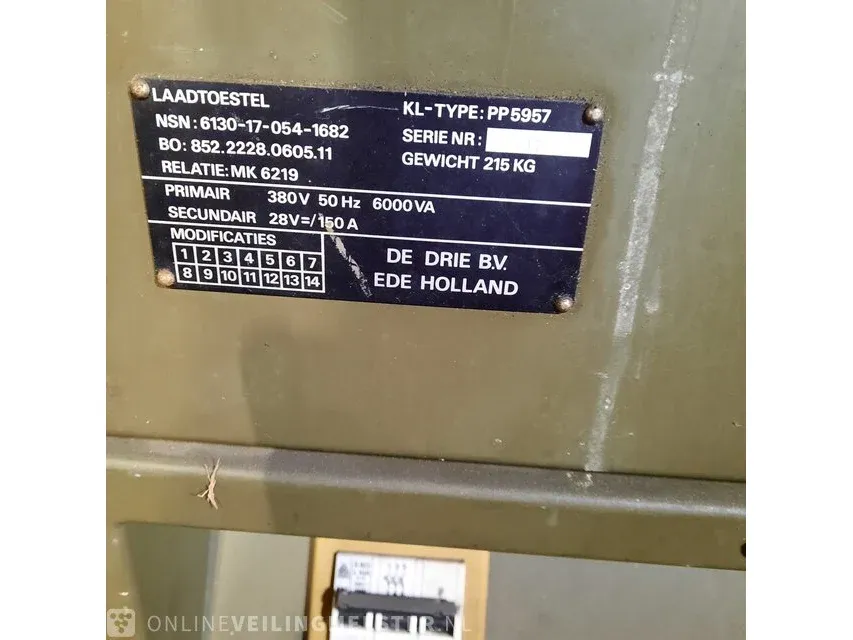 LAADTOESTEL
KL-TYPE: PP5957
NSN: 6130-17-054-1682
SERIE NR:
BO: 852.2228.0605.11
GEWICHT 215 KG
RELATIE: MK 6219
PRIMAIR 380V 50 Hz 6000VA
SECUNDAIR 28V=/150 A
MODIFICATIES
1 2 3 4 5 6 7
8 9 10 11 12 13 14
DE DRIE B.V.
EDE HOLLAND
ONLINEVEILINGMEESTER.NL